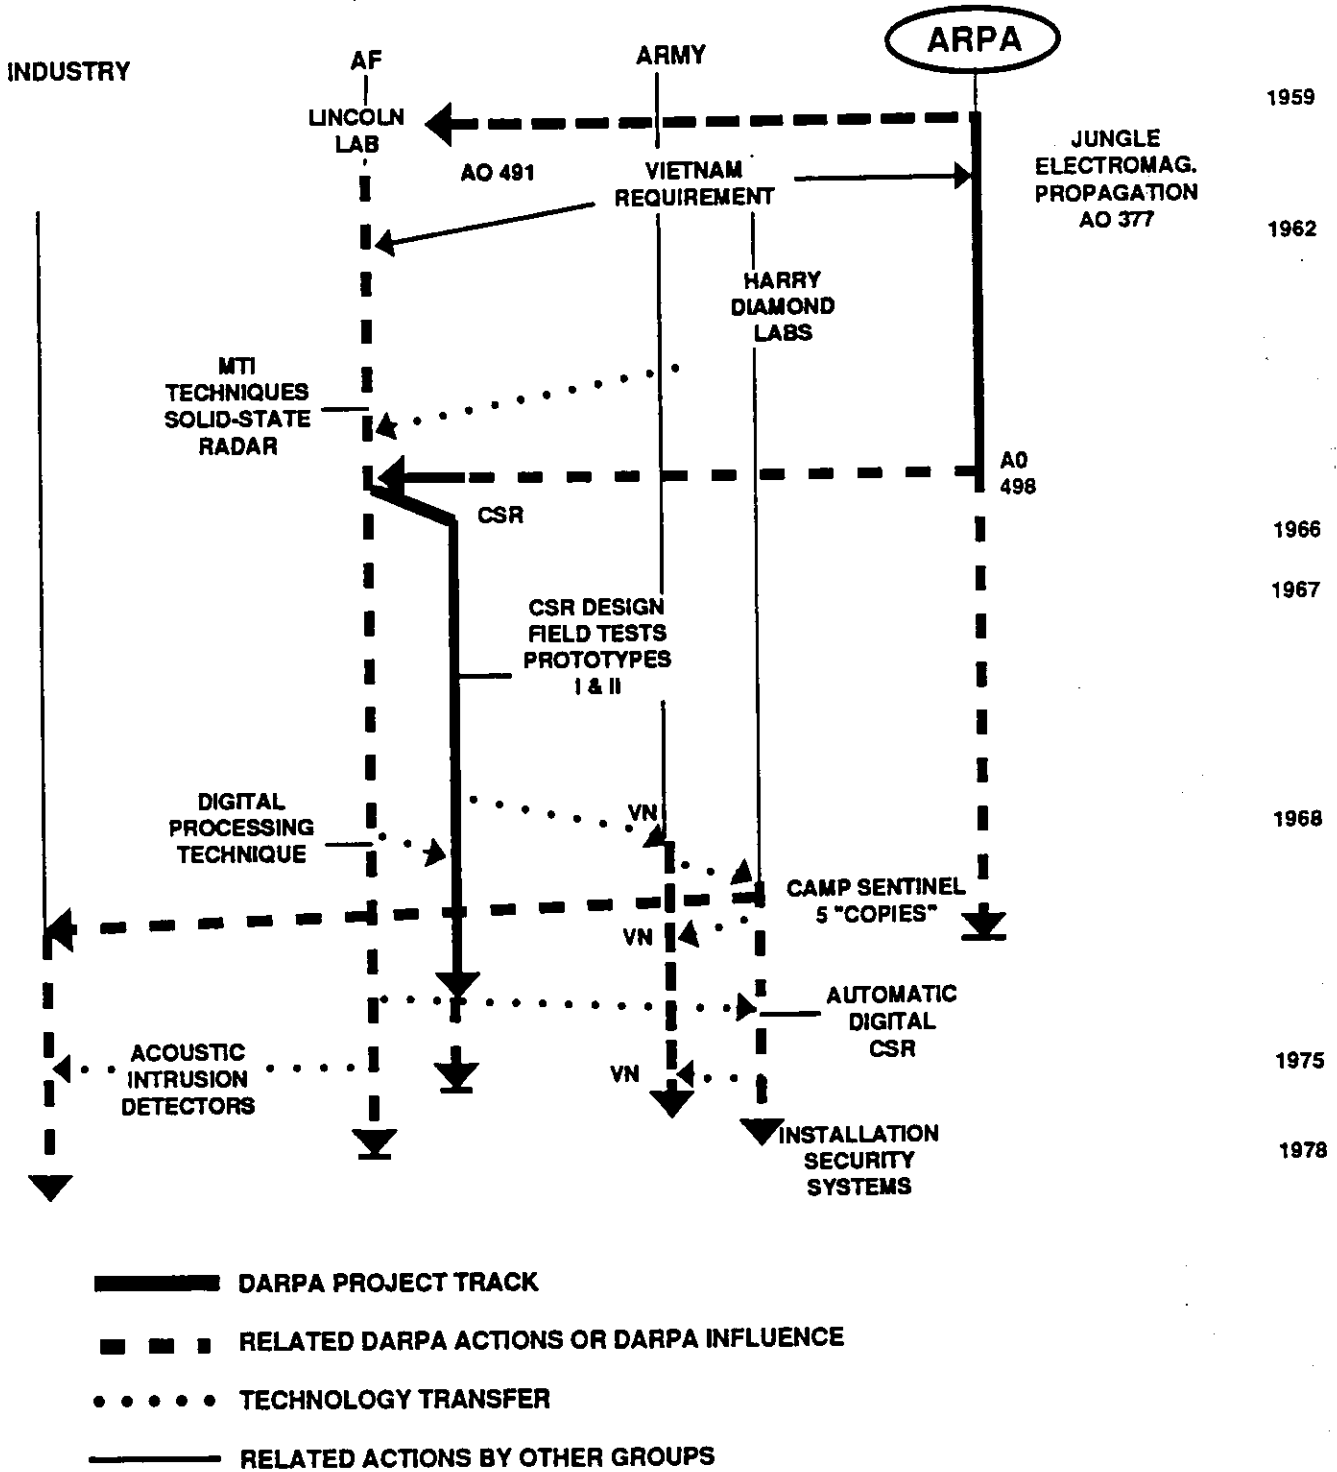 INDUSTRY
AF
ARMY
ARPA
1959
LINCOLN
LAB
AO 491
VIETNAM
REQUIREMENT
JUNGLE
ELECTROMAG.
PROPAGATION
AO 377
1962
HARRY
DIAMOND
LABS
MTI
TECHNIQUES
SOLID-STATE
RADAR
A0
498
CSR
1966
1967
CSR DESIGN
FIELD TESTS
PROTOTYPES
I & II
DIGITAL
PROCESSING
TECHNIQUE
VN
1968
CAMP SENTINEL
5 "COPIES"
VN
AUTOMATIC
DIGITAL
CSR
ACOUSTIC
INTRUSION
DETECTORS
VN
1975
INSTALLATION
SECURITY
SYSTEMS
1978
DARPA PROJECT TRACK
RELATED DARPA ACTIONS OR DARPA INFLUENCE
TECHNOLOGY TRANSFER
RELATED ACTIONS BY OTHER GROUPS